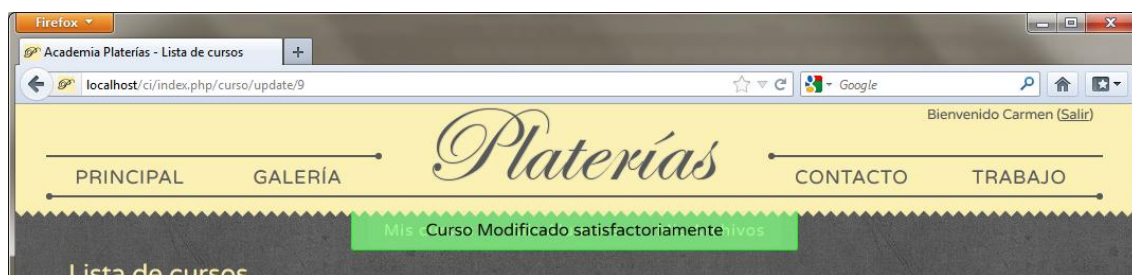 Firefox
Academia Platerías - Lista de cursos
localhost/ci/index.php/curso/update/9
Google
Bienvenido Carmen (Salir)
Platerías
PRINCIPAL GALERÍA CONTACTO TRABAJO
Curso Modificado satisfactoriamente
Lista de cursos